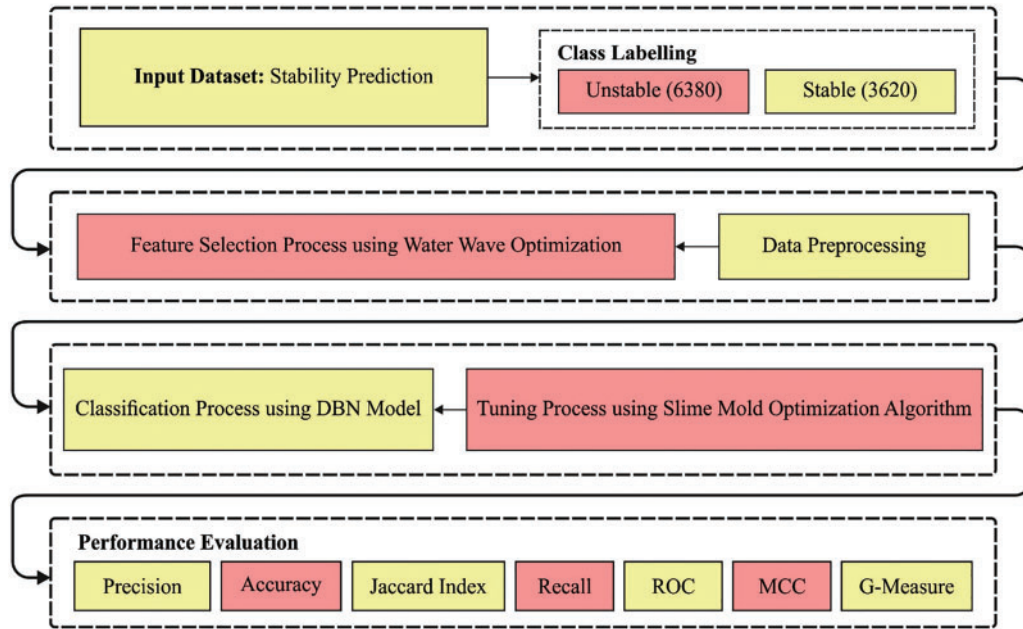 Input Dataset: Stability Prediction
Class Labelling
Unstable (6380)
Stable (3620)
Feature Selection Process using Water Wave Optimization
Data Preprocessing
Classification Process using DBN Model
Tuning Process using Slime Mold Optimization Algorithm
Performance Evaluation
Precision
Accuracy
Jaccard Index
Recall
ROC
MCC
G-Measure